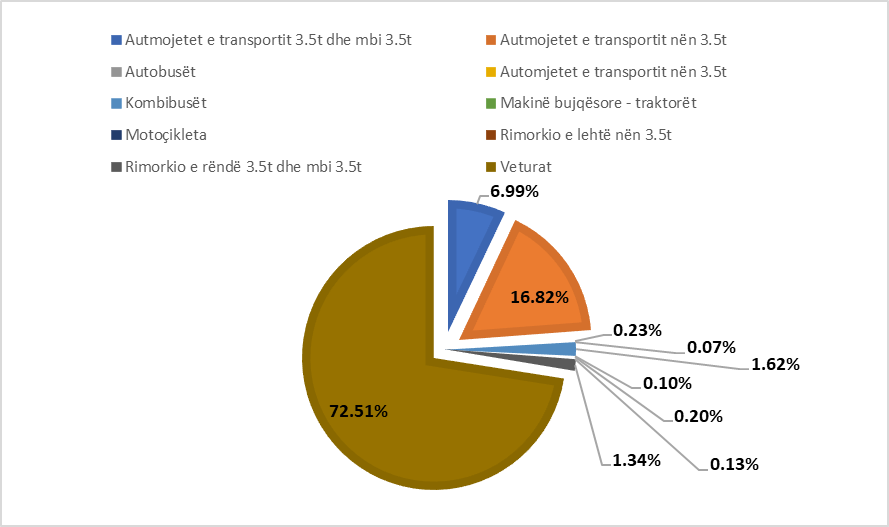 Autmojetet e transportit 3.5t dhe mbi 3.5t
Autmojetet e transportit nën 3.5t
Autobusët
Automjetet e transportit nën 3.5t
Kombibusët
Makinë bujqësore - traktorët
Motoçikleta
Rimorkio e lehtë nën 3.5t
Rimorkio e rëndë 3.5t dhe mbi 3.5t
Veturat
6.99%
16.82%
0.23%
0.07%
1.62%
0.10%
0.20%
0.13%
1.34%
72.51%